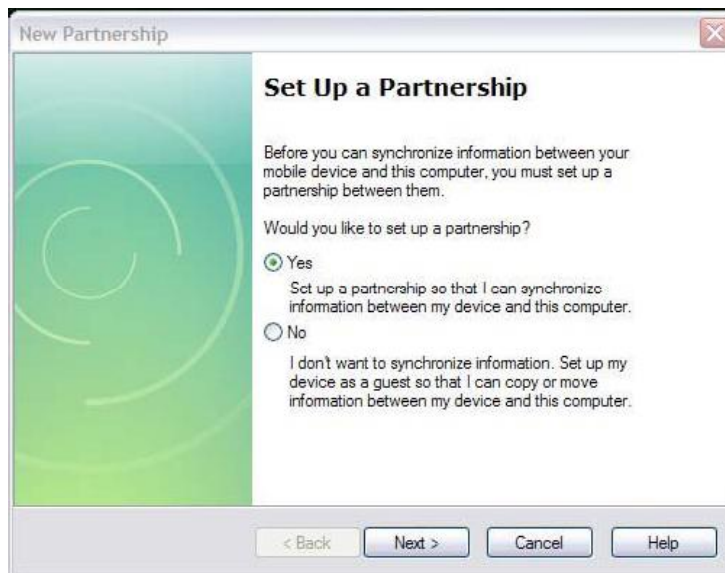 New Partnership
Set Up a Partnership
Before you can synchronize information between your
mobile device and this computer, you must set up a
partnership between them.
Would you like to set up a partnership?
Yes
Set up a partnership so that I can synchronize
information between my device and this computer.
No
I don't want to synchronize information. Set up my
device as a guest so that I can copy or move
information between my device and this computer.
< Back Next > Cancel Help